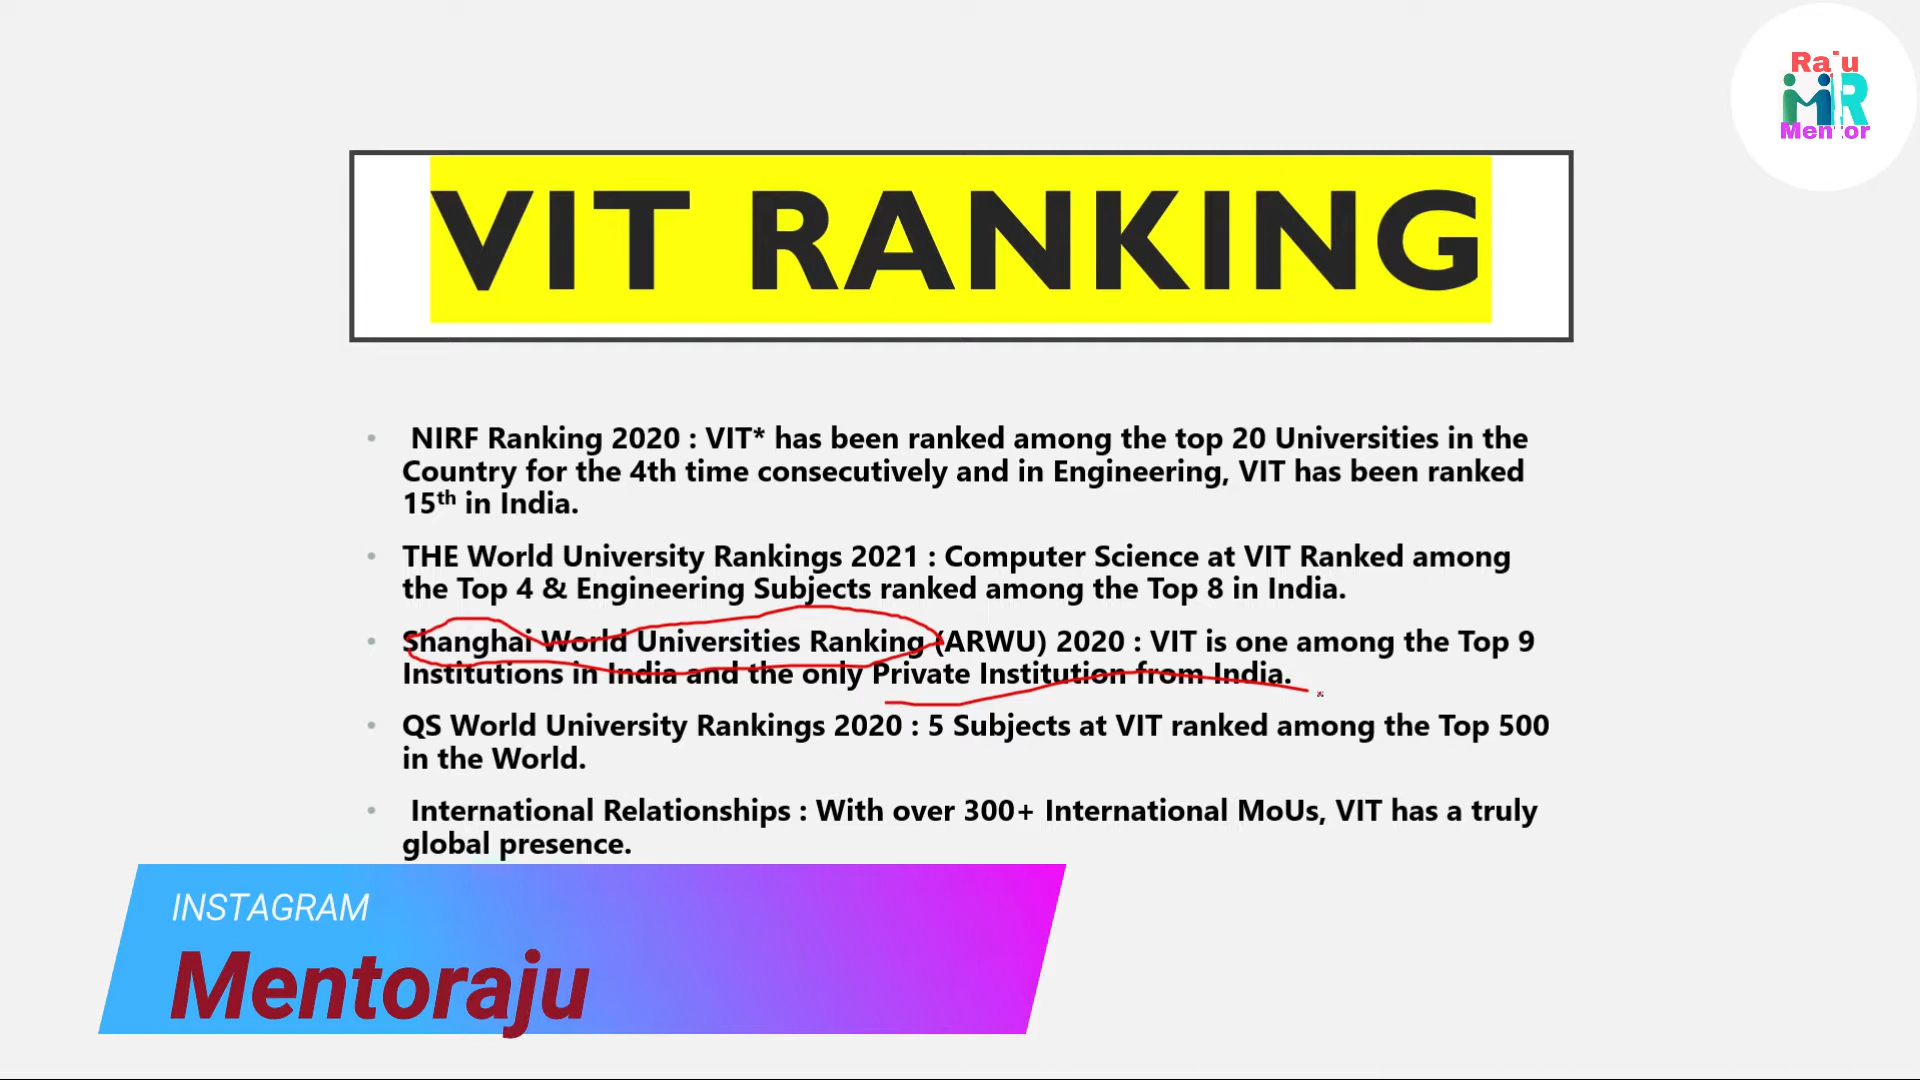 Raju
MR
Mentor
VIT RANKING
• NIRF Ranking 2020 : VIT* has been ranked among the top 20 Universities in the
Country for the 4th time consecutively and in Engineering, VIT has been ranked
15th in India.
• THE World University Rankings 2021 : Computer Science at VIT Ranked among
the Top 4 & Engineering Subjects ranked among the Top 8 in India.
• Shanghai World Universities Ranking (ARWU) 2020 : VIT is one among the Top 9
Institutions in India and the only Private Institution from India.
• QS World University Rankings 2020 : 5 Subjects at VIT ranked among the Top 500
in the World.
• International Relationships : With over 300+ International MoUs, VIT has a truly
global presence.
INSTAGRAM
Mentoraju